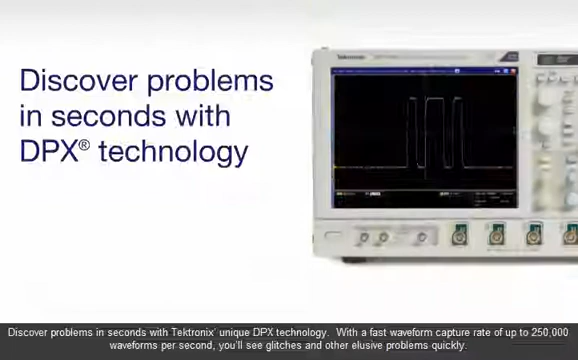 Discover problems
in seconds with
DPX® technology
Tektronix
Discover problems in seconds with Tektronix' unique DPX technology. With a fast waveform capture rate of up to 250,000
waveforms per second, you'll see glitches and other elusive problems quickly.